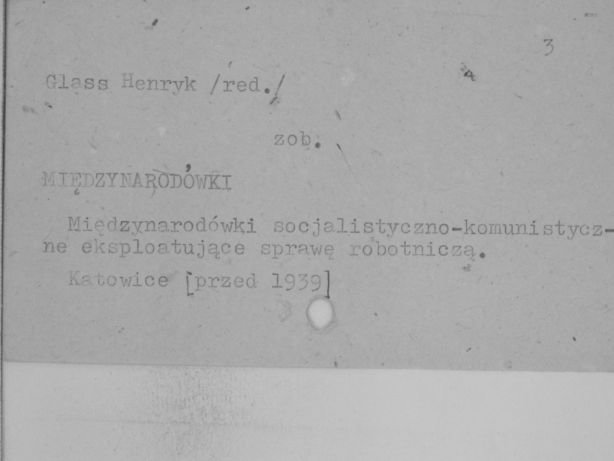 3
Glass Henryk /red./
zob.
MIĘDZYNARODÓWKI
Międzynarodówki socjalistyczno-komunistycz-
ne eksploatujące sprawę robotniczą.
Katowice [przed 1939]